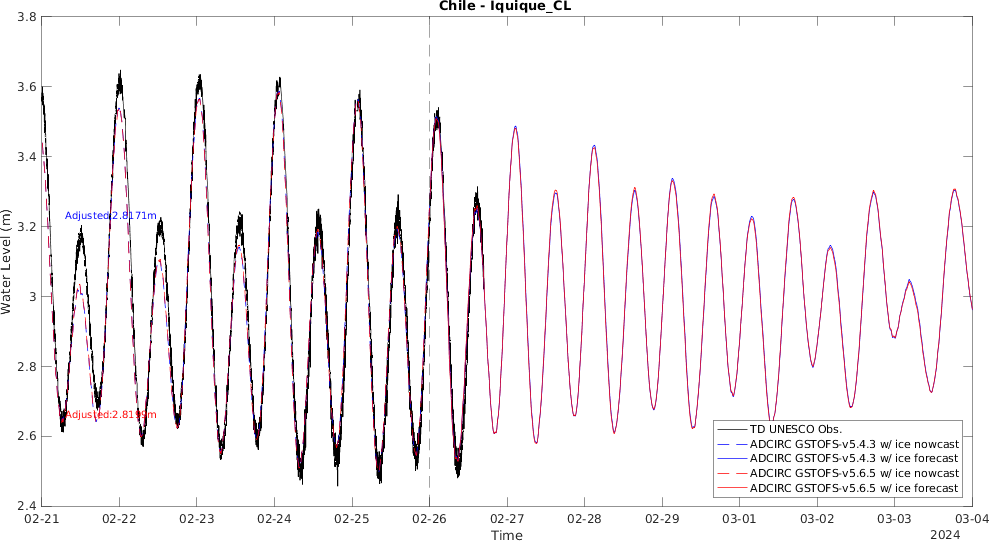 Chile - Iquique_CL
3.8
3.6
3.4
3.2
3
2.8
2.6
2.4
Water Level (m)
Adjusted:2.8171m
Adjusted:2.8199m
TD UNESCO Obs.
ADCIRC GSTOFS-v5.4.3 w/ ice nowcast
ADCIRC GSTOFS-v5.4.3 w/ ice forecast
ADCIRC GSTOFS-v5.6.5 w/ ice nowcast
ADCIRC GSTOFS-v5.6.5 w/ ice forecast
02-21 02-22 02-23 02-24 02-25 02-26 02-27 02-28 02-29 03-01 03-02 03-03 03-04
Time
2024